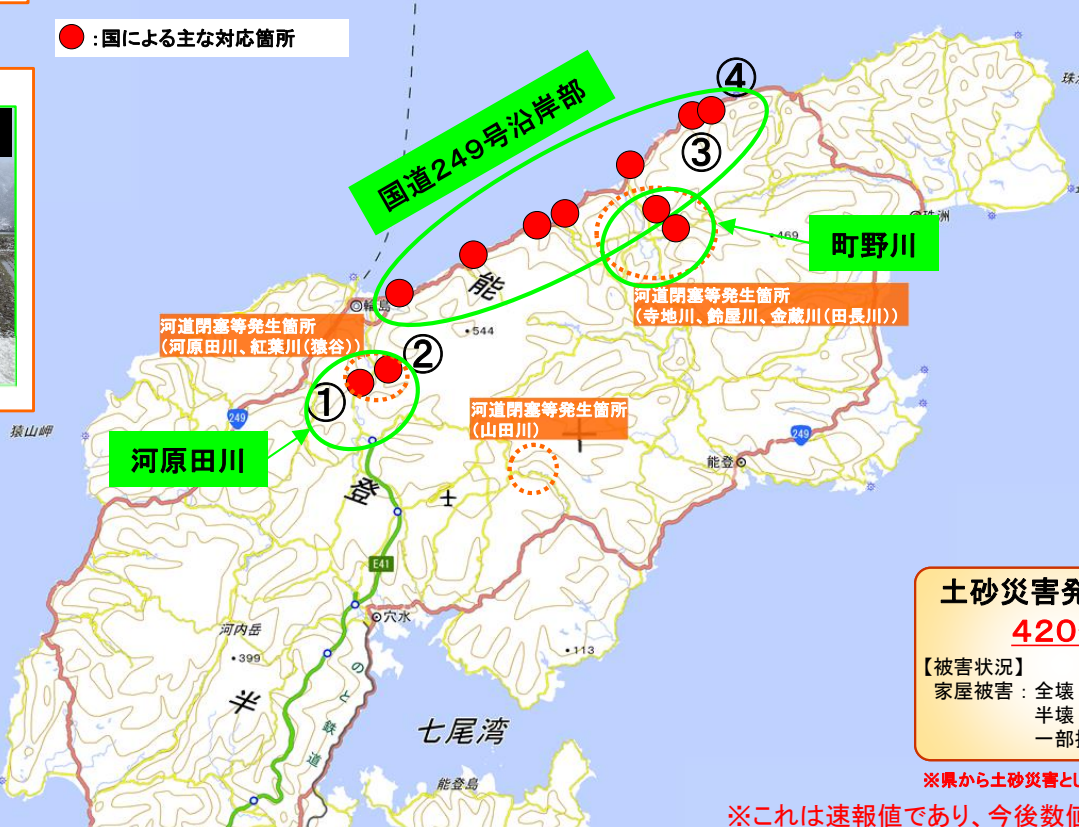 :国による主な対応箇所
④
国道249号沿岸部
③
珠洲
町野川
・469
能
河道閉塞等発生箇所
(寺地川、鈴屋川、金蔵川(田長川))
輪島
河道閉塞等発生箇所
(河原田川、紅葉川(猿谷))
・544
②
①
河道閉塞等発生箇所
(山田川)
249
猿山岬
249
河原田川
能登
登
E41
土砂災害発
420
穴水
河内岳
・399
・113
【被害状況】
家屋被害:全壊
半壊
一部損
半
のと鉄道
七尾湾
能登島
※県から土砂災害とし
※これは速報値であり、今後数値